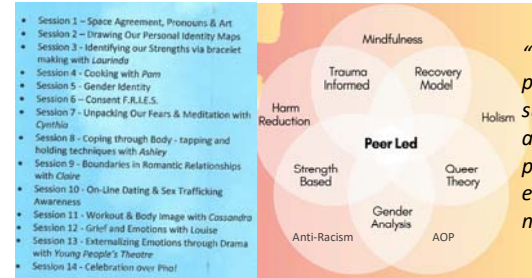 • Session 1 – Space Agreement, Pronouns & Art
• Session 2 – Drawing Our Personal Identity Maps
• Session 3 - Identifying our Strengths via bracelet
making with Laurinda
• Session 4 - Cooking with Pam
• Session 5 - Gender Identity
• Session 6 – Consent F.R.I.E.S.
• Session 7 - Unpacking Our Fears & Meditation with
Cynthia
• Session 8 - Coping through Body - tapping and
holding techniques with Ashley
• Session 9 - Boundaries in Romantic Relationships
with Claire
• Session 10 - On-Line Dating & Sex Trafficking
Awareness
• Session 11 - Workout & Body Image with Cassandra
• Session 12 - Grief and Emotions with Louise
• Session 13 - Externalizing Emotions through Drama
with Young People's Theatre
• Session 14 – Celebration over Pho!
Mindfulness
Trauma
Informed
Recovery
Model
Harm
Reduction
Holism
Peer Led
Strength
Based
Queer
Theory
Gender
Analysis
Anti-Racism
AOP